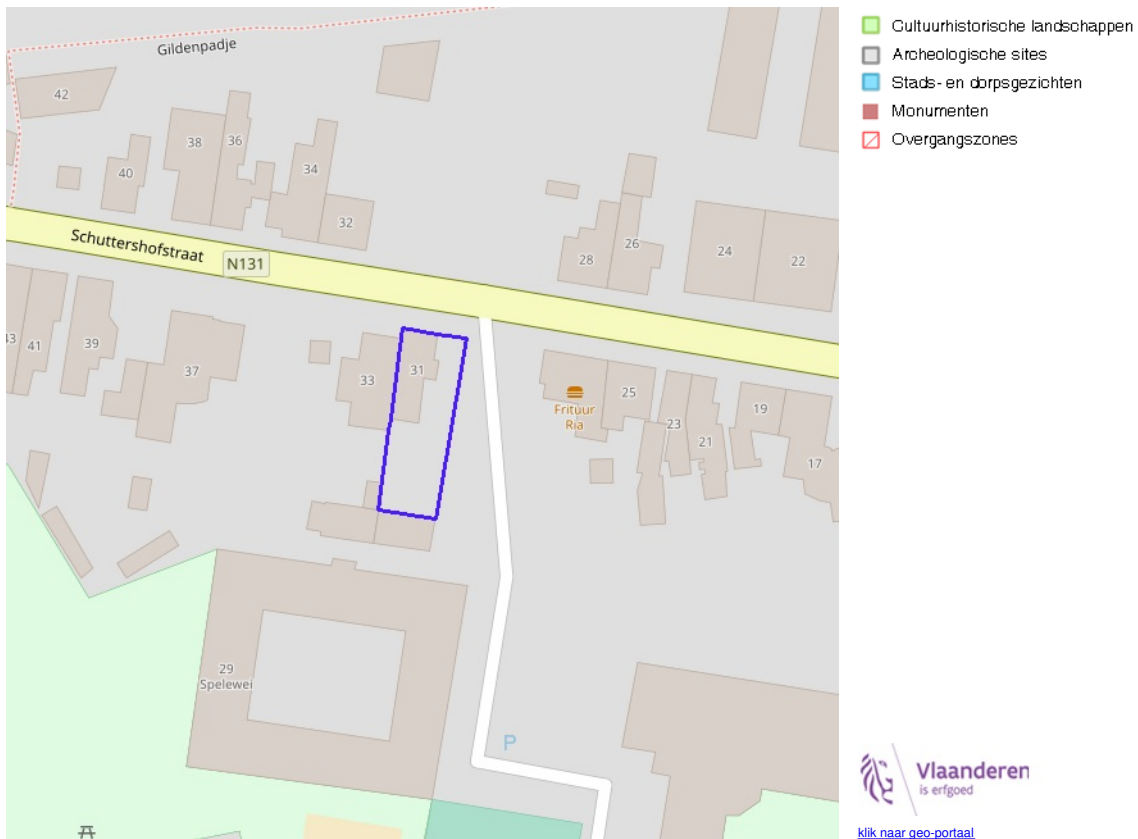 Gildenpadje
42
38
36
40
34
32
Schuttershofstraat
N131
28
26
24
22
43
41
39
37
33
31
Frituur
Ria
25
23
21
19
17
29
Spelewei
P
Cultuurhistorische landschappen
Archeologische sites
Stads- en dorpsgezichten
Monumenten
Overgangszones
Vlaanderen
is erfgoed
klik naar geo-portaal